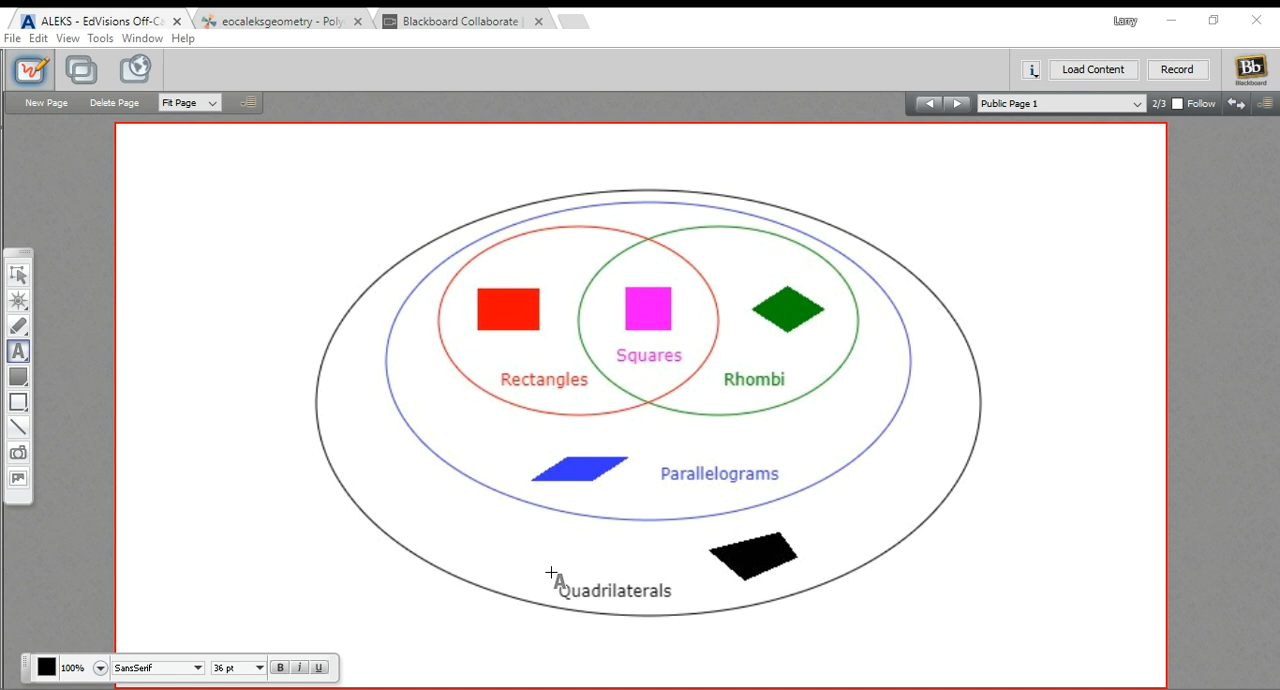 ALEKS - EdVisions Off-Ca
eocaleksgeometry - Poly
Blackboard Collaborate
Larry
File Edit View Tools Window Help
Load Content
Record
Bb
Blackboard
New Page Delete Page Fit Page
Public Page 1 2/3 Follow
Squares
Rectangles
Rhombi
Parallelograms
Quadrilaterals
A
A
100% SansSerif 36 pt B i U